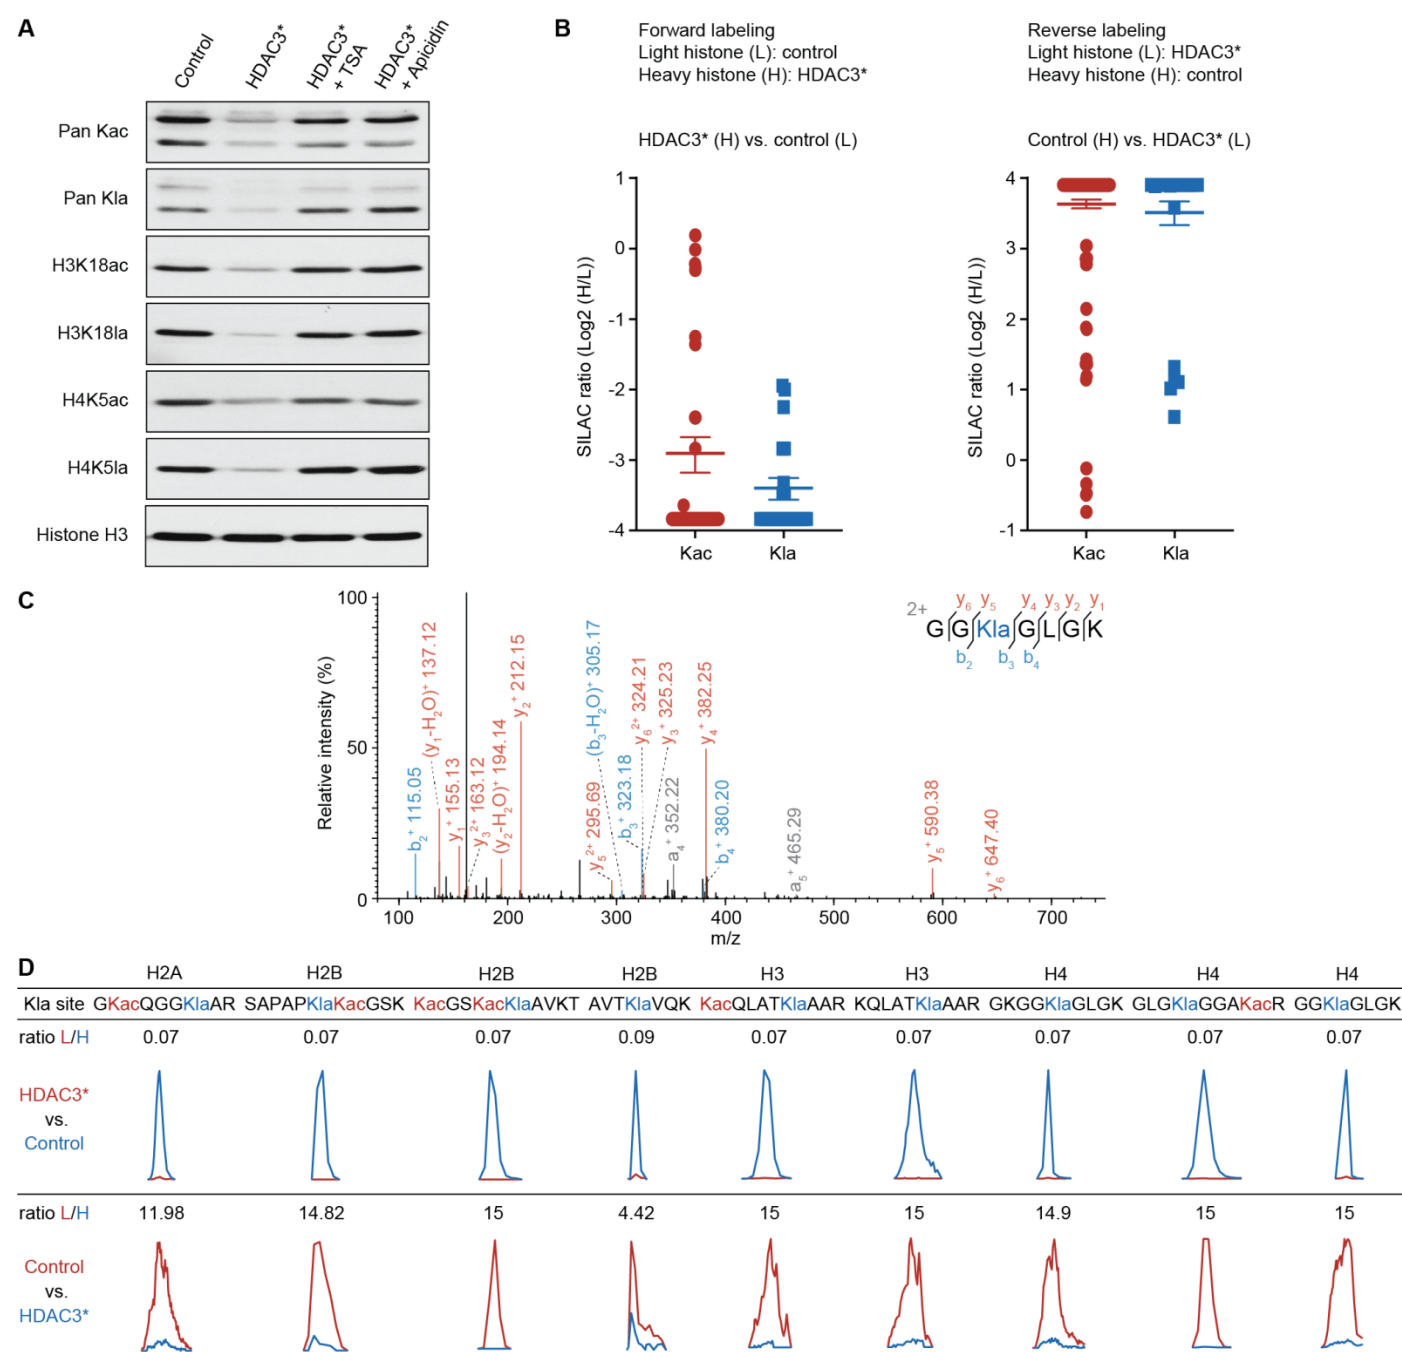 A
Control
HDAC3*
HDAC3*
+ TSA
HDAC3*
+ Apicidin
Pan Kac
Pan Kla
H3K18ac
H3K18la
H4K5ac
H4K5la
Histone H3
B
Forward labeling
Light histone (L): control
Heavy histone (H): HDAC3*
HDAC3* (H) vs. control (L)
SILAC ratio (Log2 (H/L))
1
0
-1
-2
-3
-4
Kac
Kla
Reverse labeling
Light histone (L): HDAC3*
Heavy histone (H): control
Control (H) vs. HDAC3* (L)
SILAC ratio (Log2 (H/L))
4
3
2
1
0
-1
Kac
Kla
C
Relative intensity (%)
100
50
0
b2+ 115.05
(y1-H2O)+ 137.12
y1+ 155.13
y3 2+ 163.12
(y2-H2O)+ 194.14
y2+ 212.15
y5 2+ 295.69
(b3-H2O)+ 305.17
b3+ 323.18
y6 2+ 324.21
y3+ 325.23
a4+ 352.22
y4+ 382.25
b4+ 380.20
a5+ 465.29
y5+ 590.38
y6+ 647.40
100 200 300 400 500 600 700
m/z
y6 y5 y4 y3 y2 y1
2+
GGKlaGLGK
b2 b3 b4
D
H2A H2B H2B H2B H3 H3 H4 H4 H4
Kla site GKacQGGKlaAR SAPAPKlaKacGSK KacGSKacKlaAVKT AVTKlaVQK KacQLATKlaAAR KQLATKlaAAR GKGGKlaGLGK GLGKlaGGAKacR GGKlaGLGK
ratio L/H 0.07 0.07 0.07 0.09 0.07 0.07 0.07 0.07 0.07
HDAC3*
vs.
Control
ratio L/H 11.98 14.82 15 4.42 15 15 14.9 15 15
Control
vs.
HDAC3*